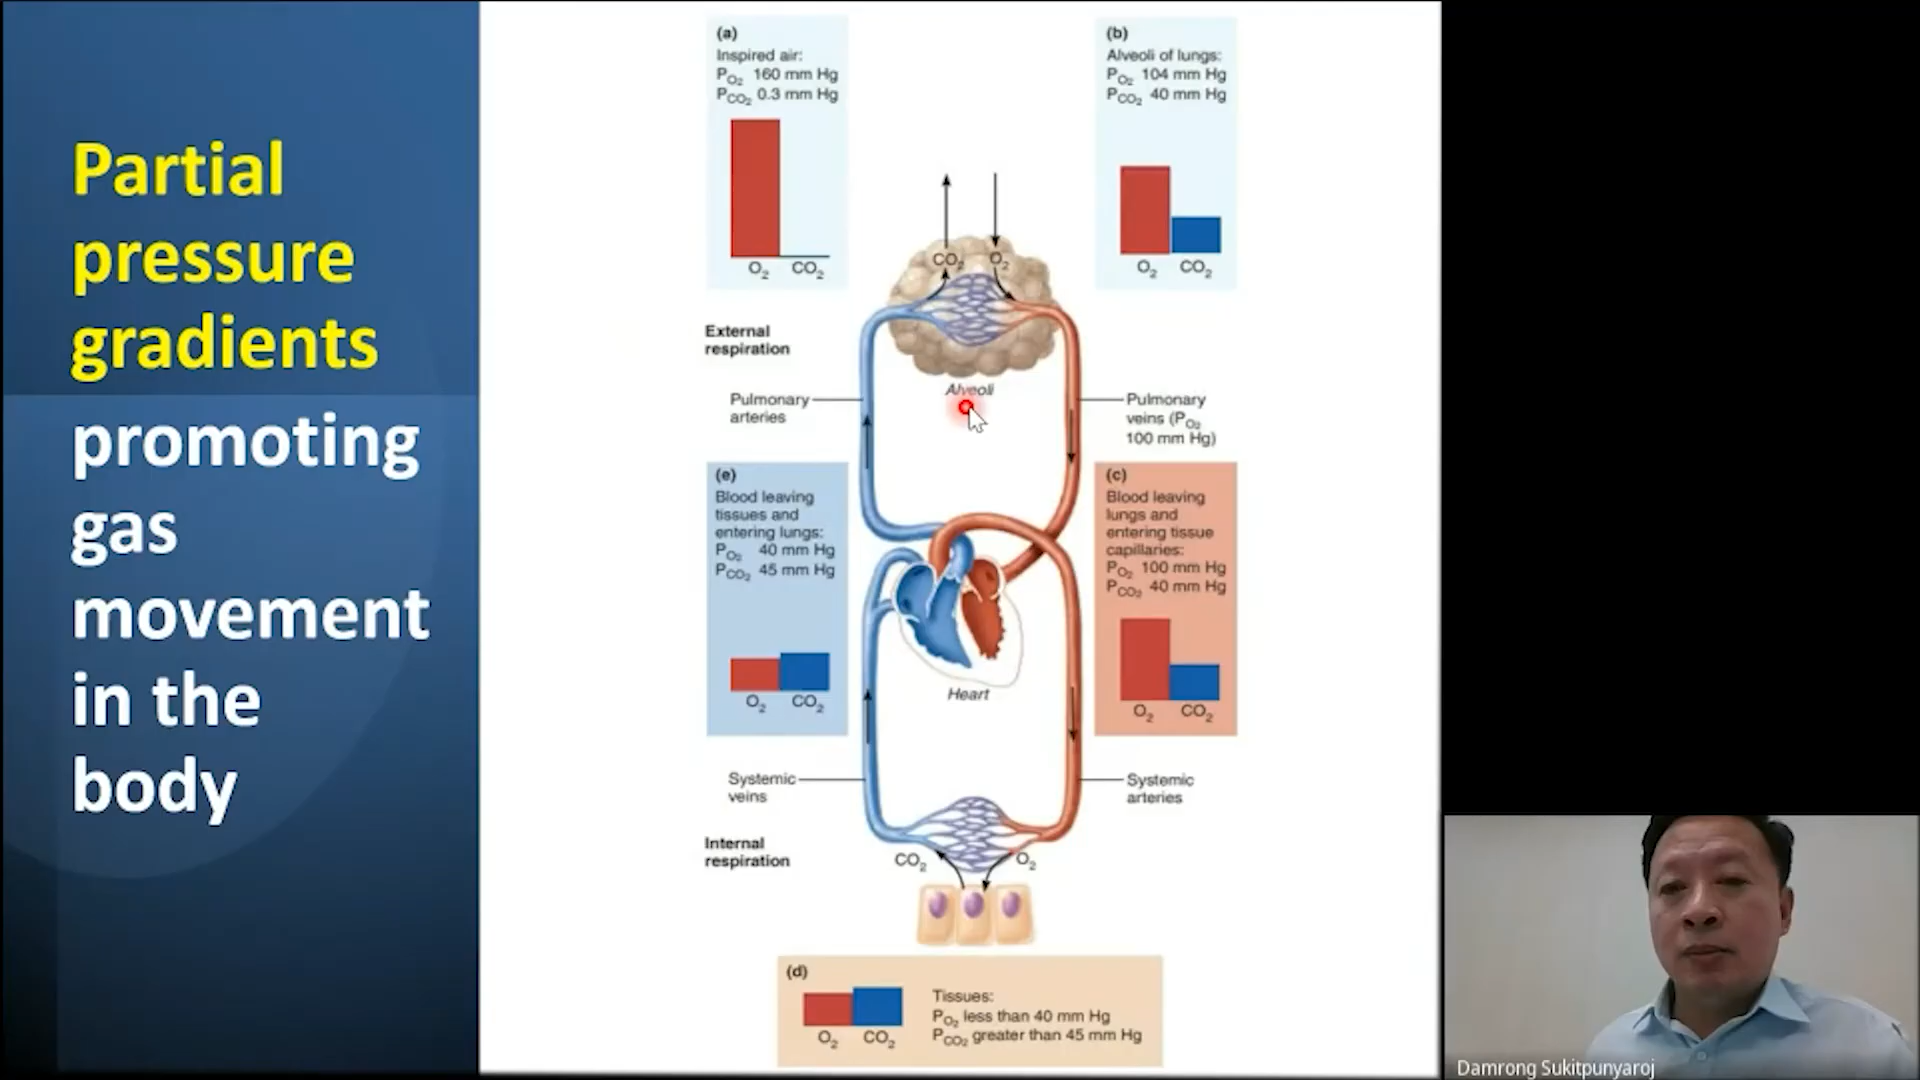 Partial
pressure
gradients
promoting
gas
movement
in the
body
(a)
Inspired air:
PO₂ 160 mm Hg
PCO₂ 0.3 mm Hg
O₂ CO₂
(b)
Alveoli of lungs:
PO₂ 104 mm Hg
PCO₂ 40 mm Hg
O₂ CO₂
CO₂ O₂
External
respiration
Alveoli
Pulmonary
arteries
Pulmonary
veins (PO₂
100 mm Hg)
(e)
Blood leaving
tissues and
entering lungs:
PO₂ 40 mm Hg
PCO₂ 45 mm Hg
O₂ CO₂
(c)
Blood leaving
lungs and
entering tissue
capillaries:
PO₂ 100 mm Hg
PCO₂ 40 mm Hg
O₂ CO₂
Heart
Systemic
veins
Systemic
arteries
Internal
respiration
CO₂ O₂
(d)
O₂ CO₂
Tissues:
PO₂ less than 40 mm Hg
PCO₂ greater than 45 mm Hg
Damrong Sukitpunyaroj